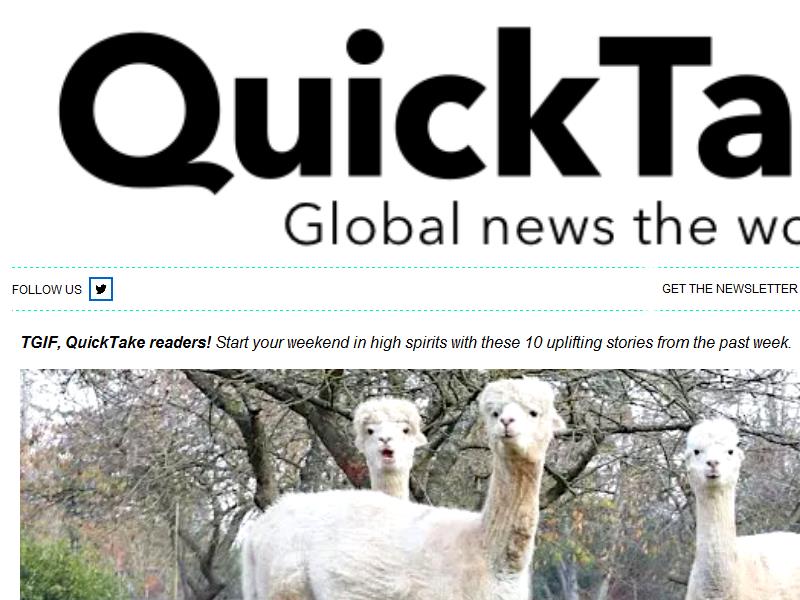 QuickTa
Global news the wo
FOLLOW US
GET THE NEWSLETTER
TGIF, QuickTake readers! Start your weekend in high spirits with these 10 uplifting stories from the past week.